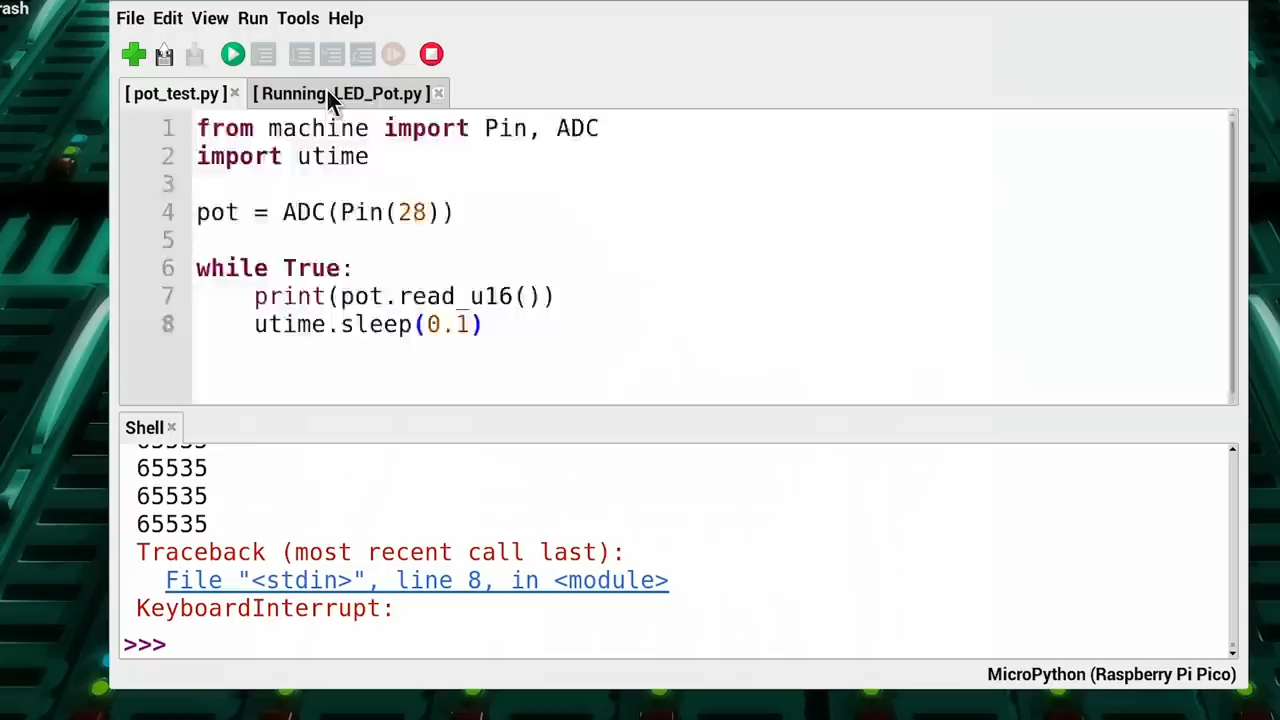 rash
File Edit View Run Tools Help
[ pot_test.py ] [ Running_LED_Pot.py ]
1 from machine import Pin, ADC
2 import utime
3
4 pot = ADC(Pin(28))
5
6 while True:
7     print(pot.read_u16())
8     utime.sleep(0.1)
Shell
65535
65535
65535
65535
Traceback (most recent call last):
  File "<stdin>", line 8, in <module>
KeyboardInterrupt:
>>>
MicroPython (Raspberry Pi Pico)